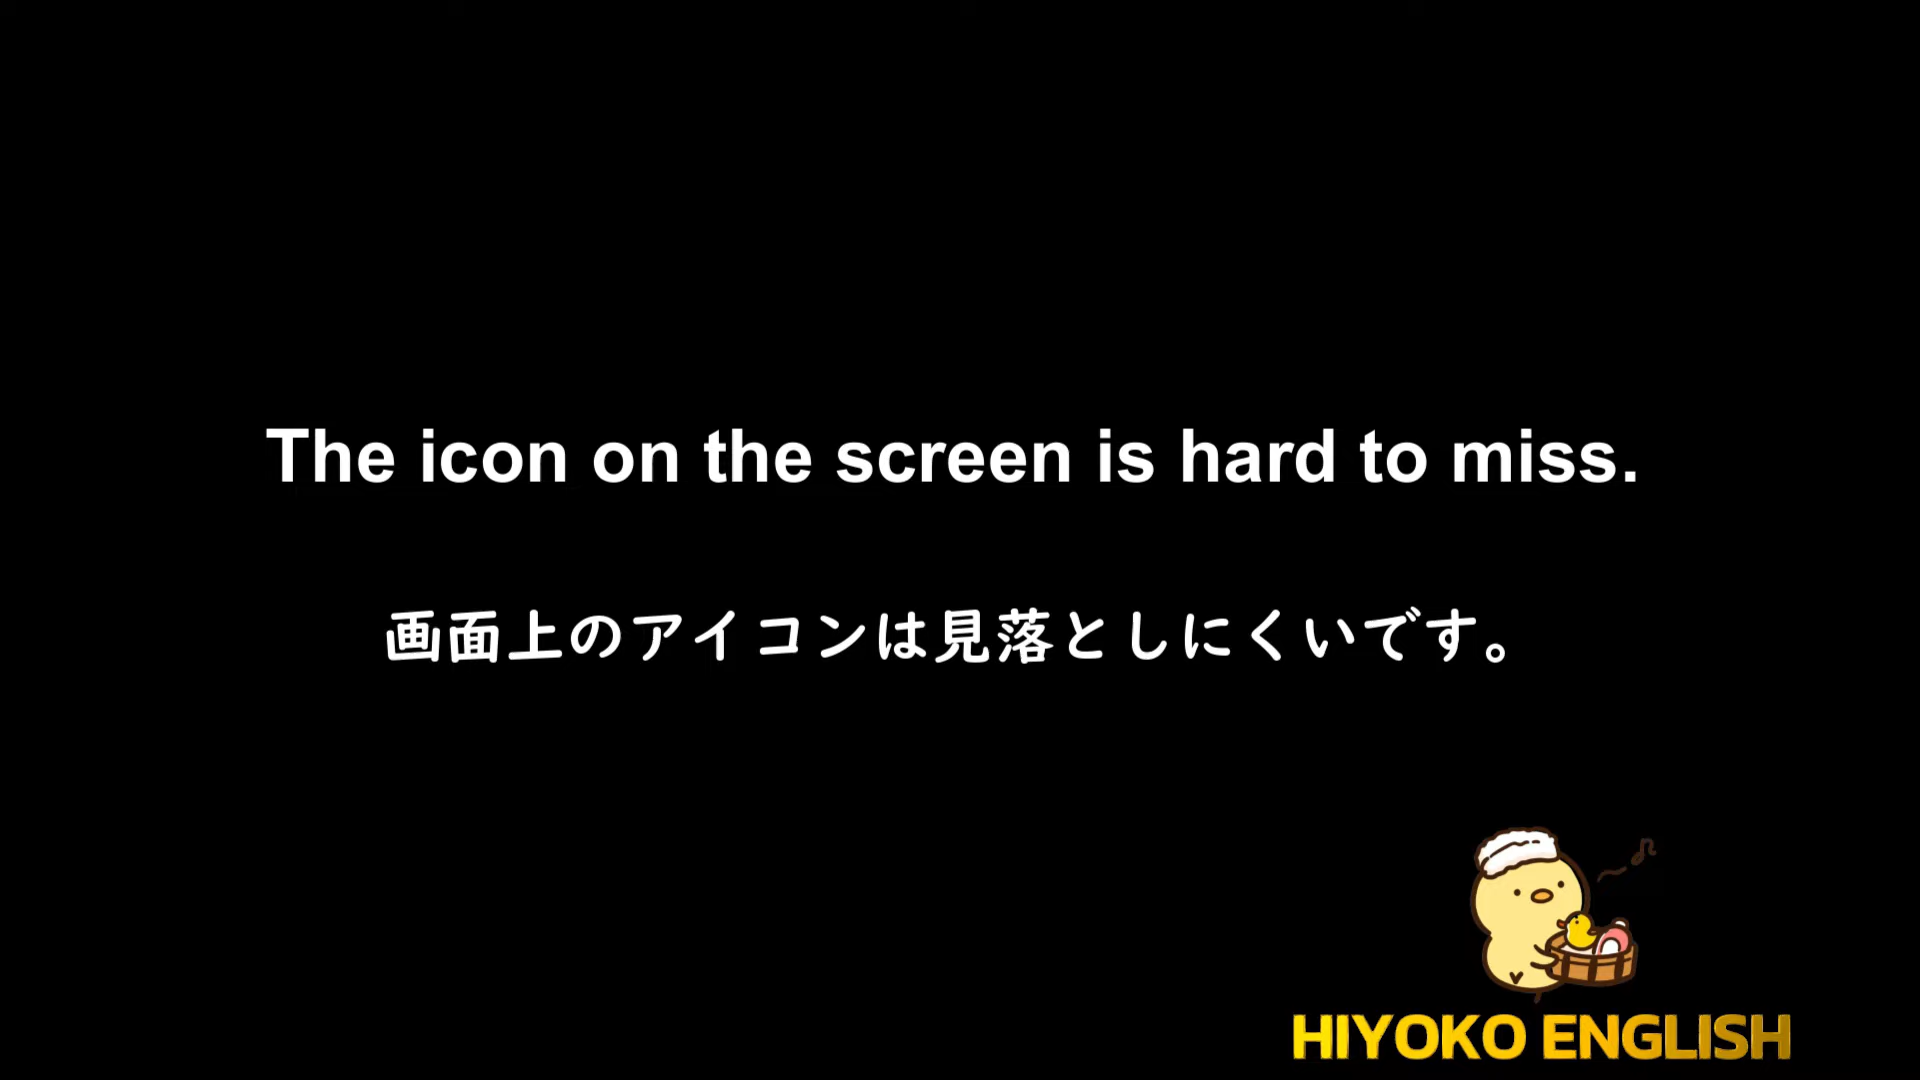 The icon on the screen is hard to miss.
画面上のアイコンは見落としにくいです。
HIYOKO ENGLISH